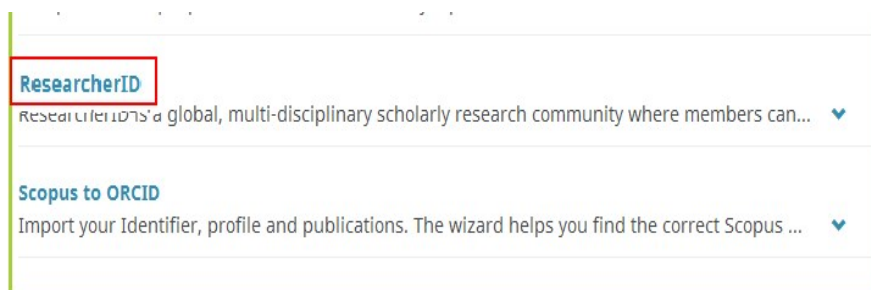 ResearcherID
ResearcherID is a global, multi-disciplinary scholarly research community where members can...
Scopus to ORCID
Import your Identifier, profile and publications. The wizard helps you find the correct Scopus ...